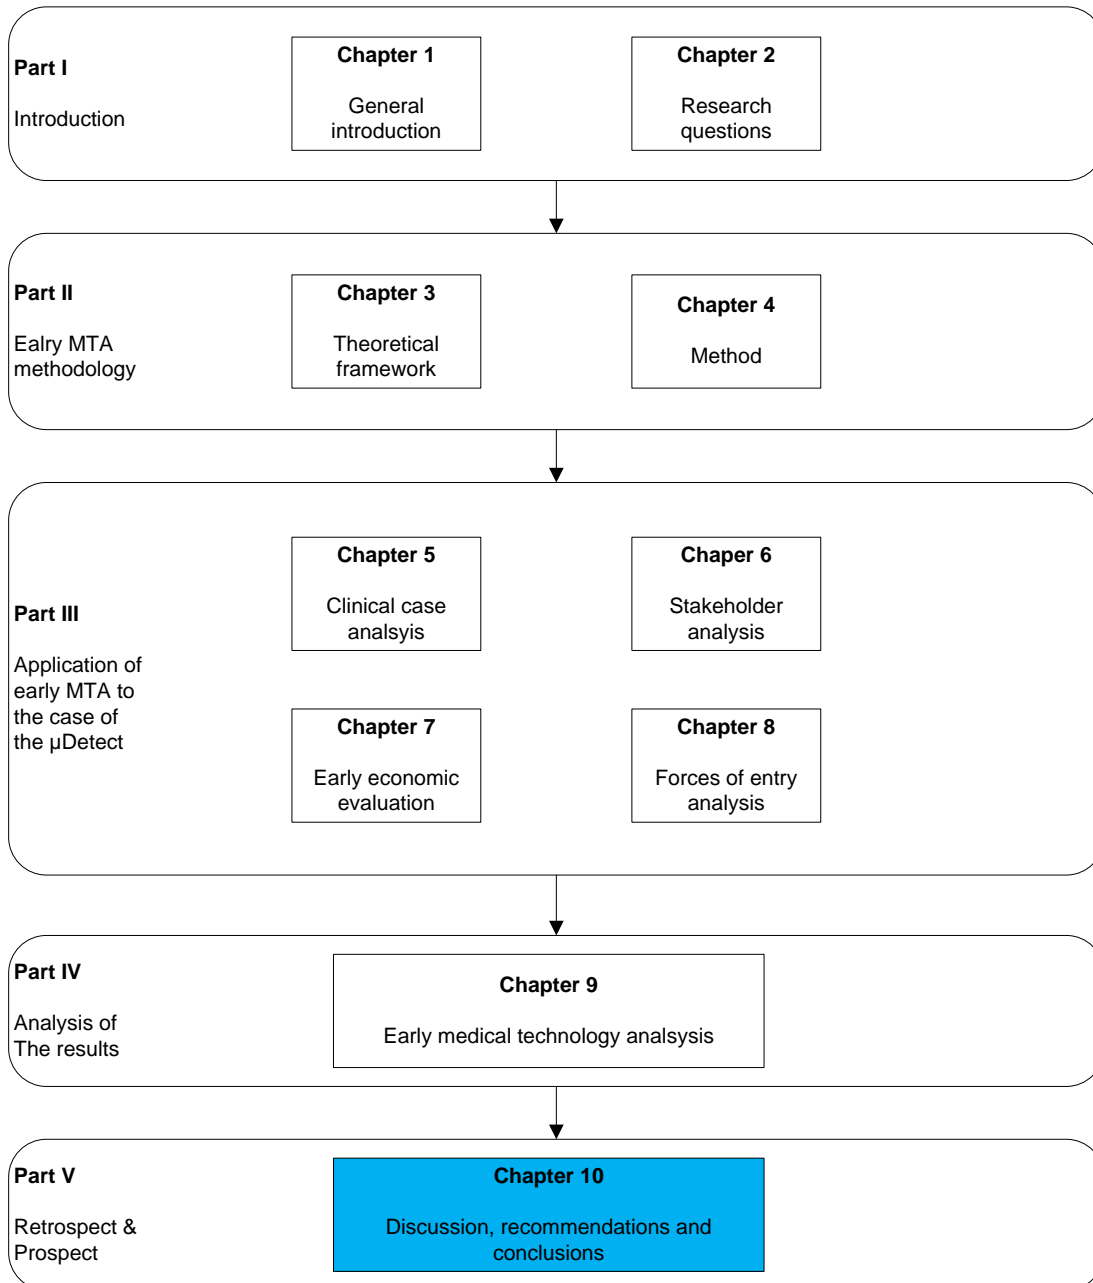 Part I
Introduction
Chapter 1
General
introduction
Chapter 2
Research
questions
Part II
Ealry MTA
methodology
Chapter 3
Theoretical
framework
Chapter 4
Method
Part III
Application of
early MTA to
the case of
the µDetect
Chapter 5
Clinical case
analsyis
Chaper 6
Stakeholder
analysis
Chapter 7
Early economic
evaluation
Chapter 8
Forces of entry
analysis
Part IV
Analysis of
The results
Chapter 9
Early medical technology analsysis
Part V
Retrospect &
Prospect
Chapter 10
Discussion, recommendations and
conclusions